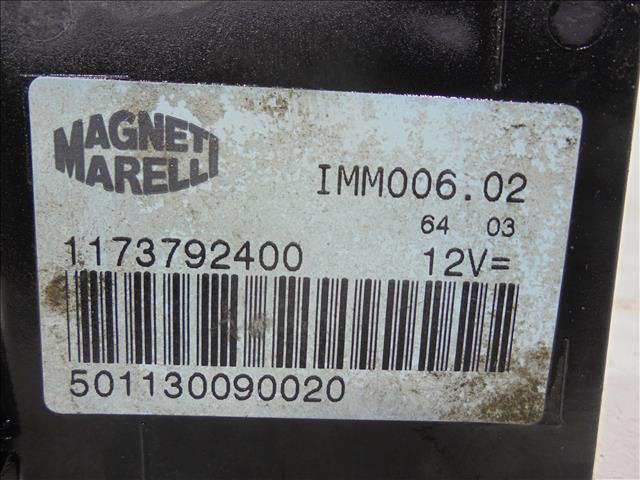 MAGNETI
MARELLI
IMM006.02
64 03
1173792400 12V=
501130090020